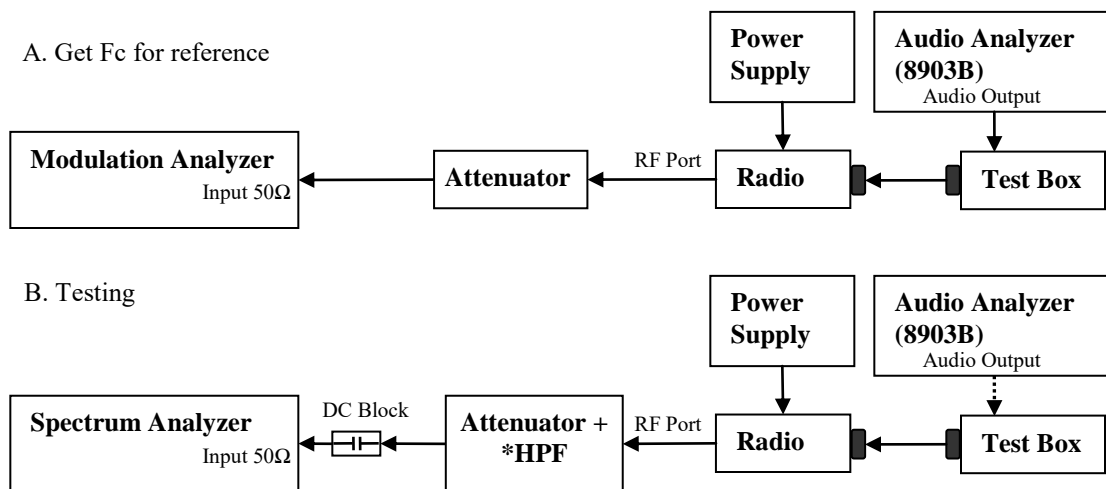 A. Get Fc for reference
Power
Supply
Audio Analyzer
(8903B)
Audio Output
Modulation Analyzer
Input 50Ω
Attenuator
RF Port
Radio
Test Box
B. Testing
Power
Supply
Audio Analyzer
(8903B)
Audio Output
Spectrum Analyzer
Input 50Ω
DC Block
Attenuator +
*HPF
RF Port
Radio
Test Box